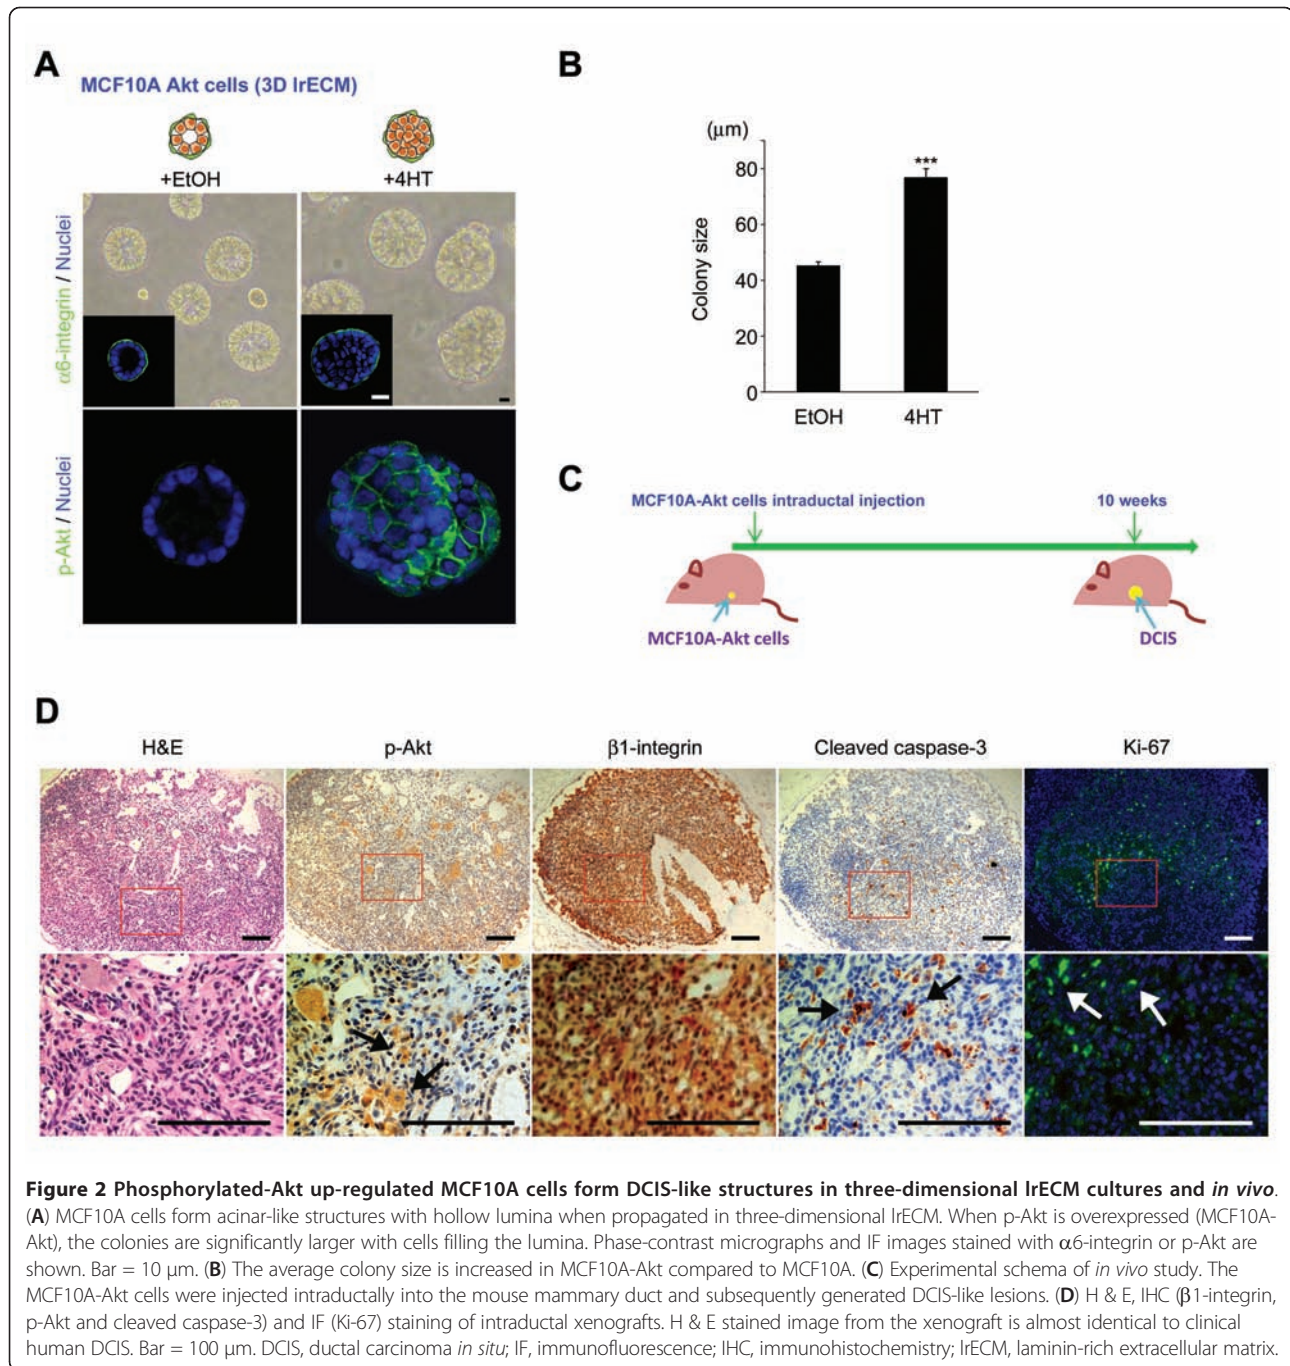 A
MCF10A Akt cells (3D lrECM)
+EtOH
+4HT
α6-integrin / Nuclei
p-Akt / Nuclei
B
(μm)
Colony size
80
60
40
20
0
***
EtOH
4HT
C
MCF10A-Akt cells intraductal injection
10 weeks
MCF10A-Akt cells
DCIS
D
H&E
p-Akt
β1-integrin
Cleaved caspase-3
Ki-67
Figure 2 Phosphorylated-Akt up-regulated MCF10A cells form DCIS-like structures in three-dimensional lrECM cultures and in vivo.
(A) MCF10A cells form acinar-like structures with hollow lumina when propagated in three-dimensional lrECM. When p-Akt is overexpressed (MCF10A-
Akt), the colonies are significantly larger with cells filling the lumina. Phase-contrast micrographs and IF images stained with α6-integrin or p-Akt are
shown. Bar = 10 μm. (B) The average colony size is increased in MCF10A-Akt compared to MCF10A. (C) Experimental schema of in vivo study. The
MCF10A-Akt cells were injected intraductally into the mouse mammary duct and subsequently generated DCIS-like lesions. (D) H & E, IHC (β1-integrin,
p-Akt and cleaved caspase-3) and IF (Ki-67) staining of intraductal xenografts. H & E stained image from the xenograft is almost identical to clinical
human DCIS. Bar = 100 μm. DCIS, ductal carcinoma in situ; IF, immunofluorescence; IHC, immunohistochemistry; lrECM, laminin-rich extracellular matrix.